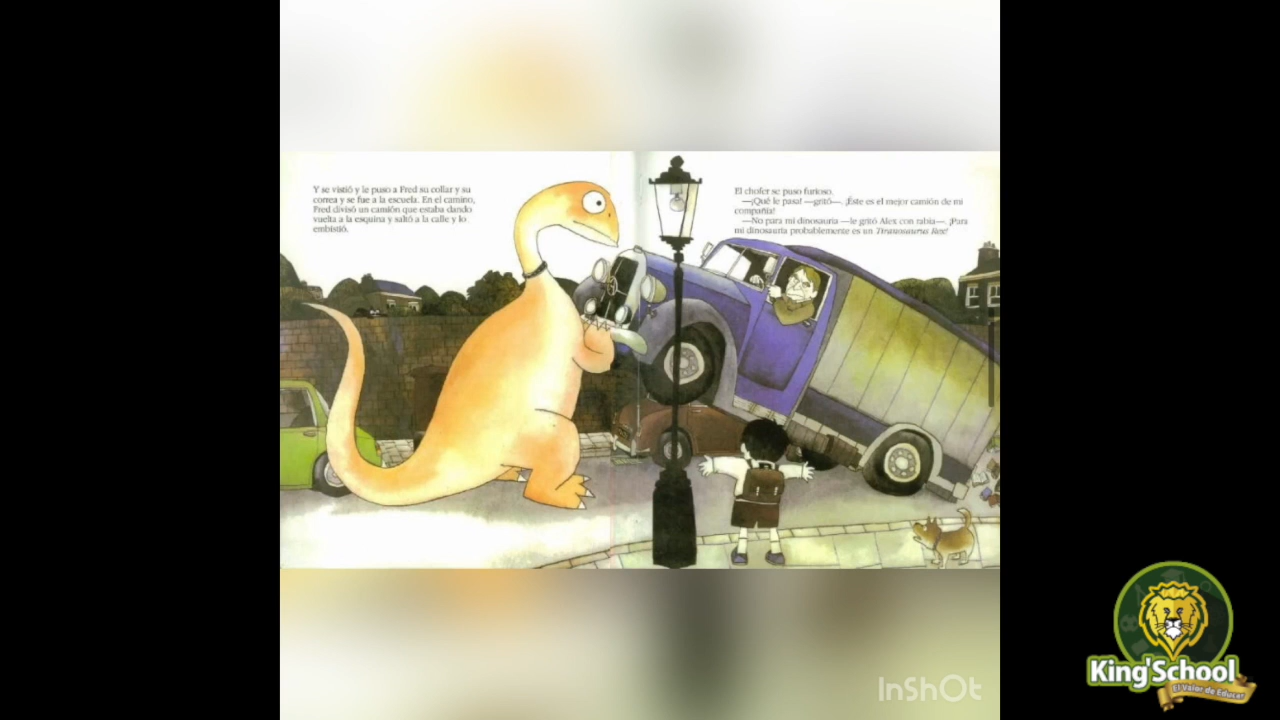 Y se vistió y le puso a Fred su collar y su
correa y se fue a la escuela. En el camino,
Fred divisó un camión que estaba dando
vuelta a la esquina y saltó a la calle y lo
embistió.
El chofer se puso furioso.
—¡Qué le pasa! —gritó—. ¡Éste es el mejor camión de mi
compañía!
—No para mi dinosauria —le gritó Alex con rabia—. ¡Para
mi dinosauria probablemente es un Tiranosaurus Rex!
InShOt
King'School
El Valor de Educar